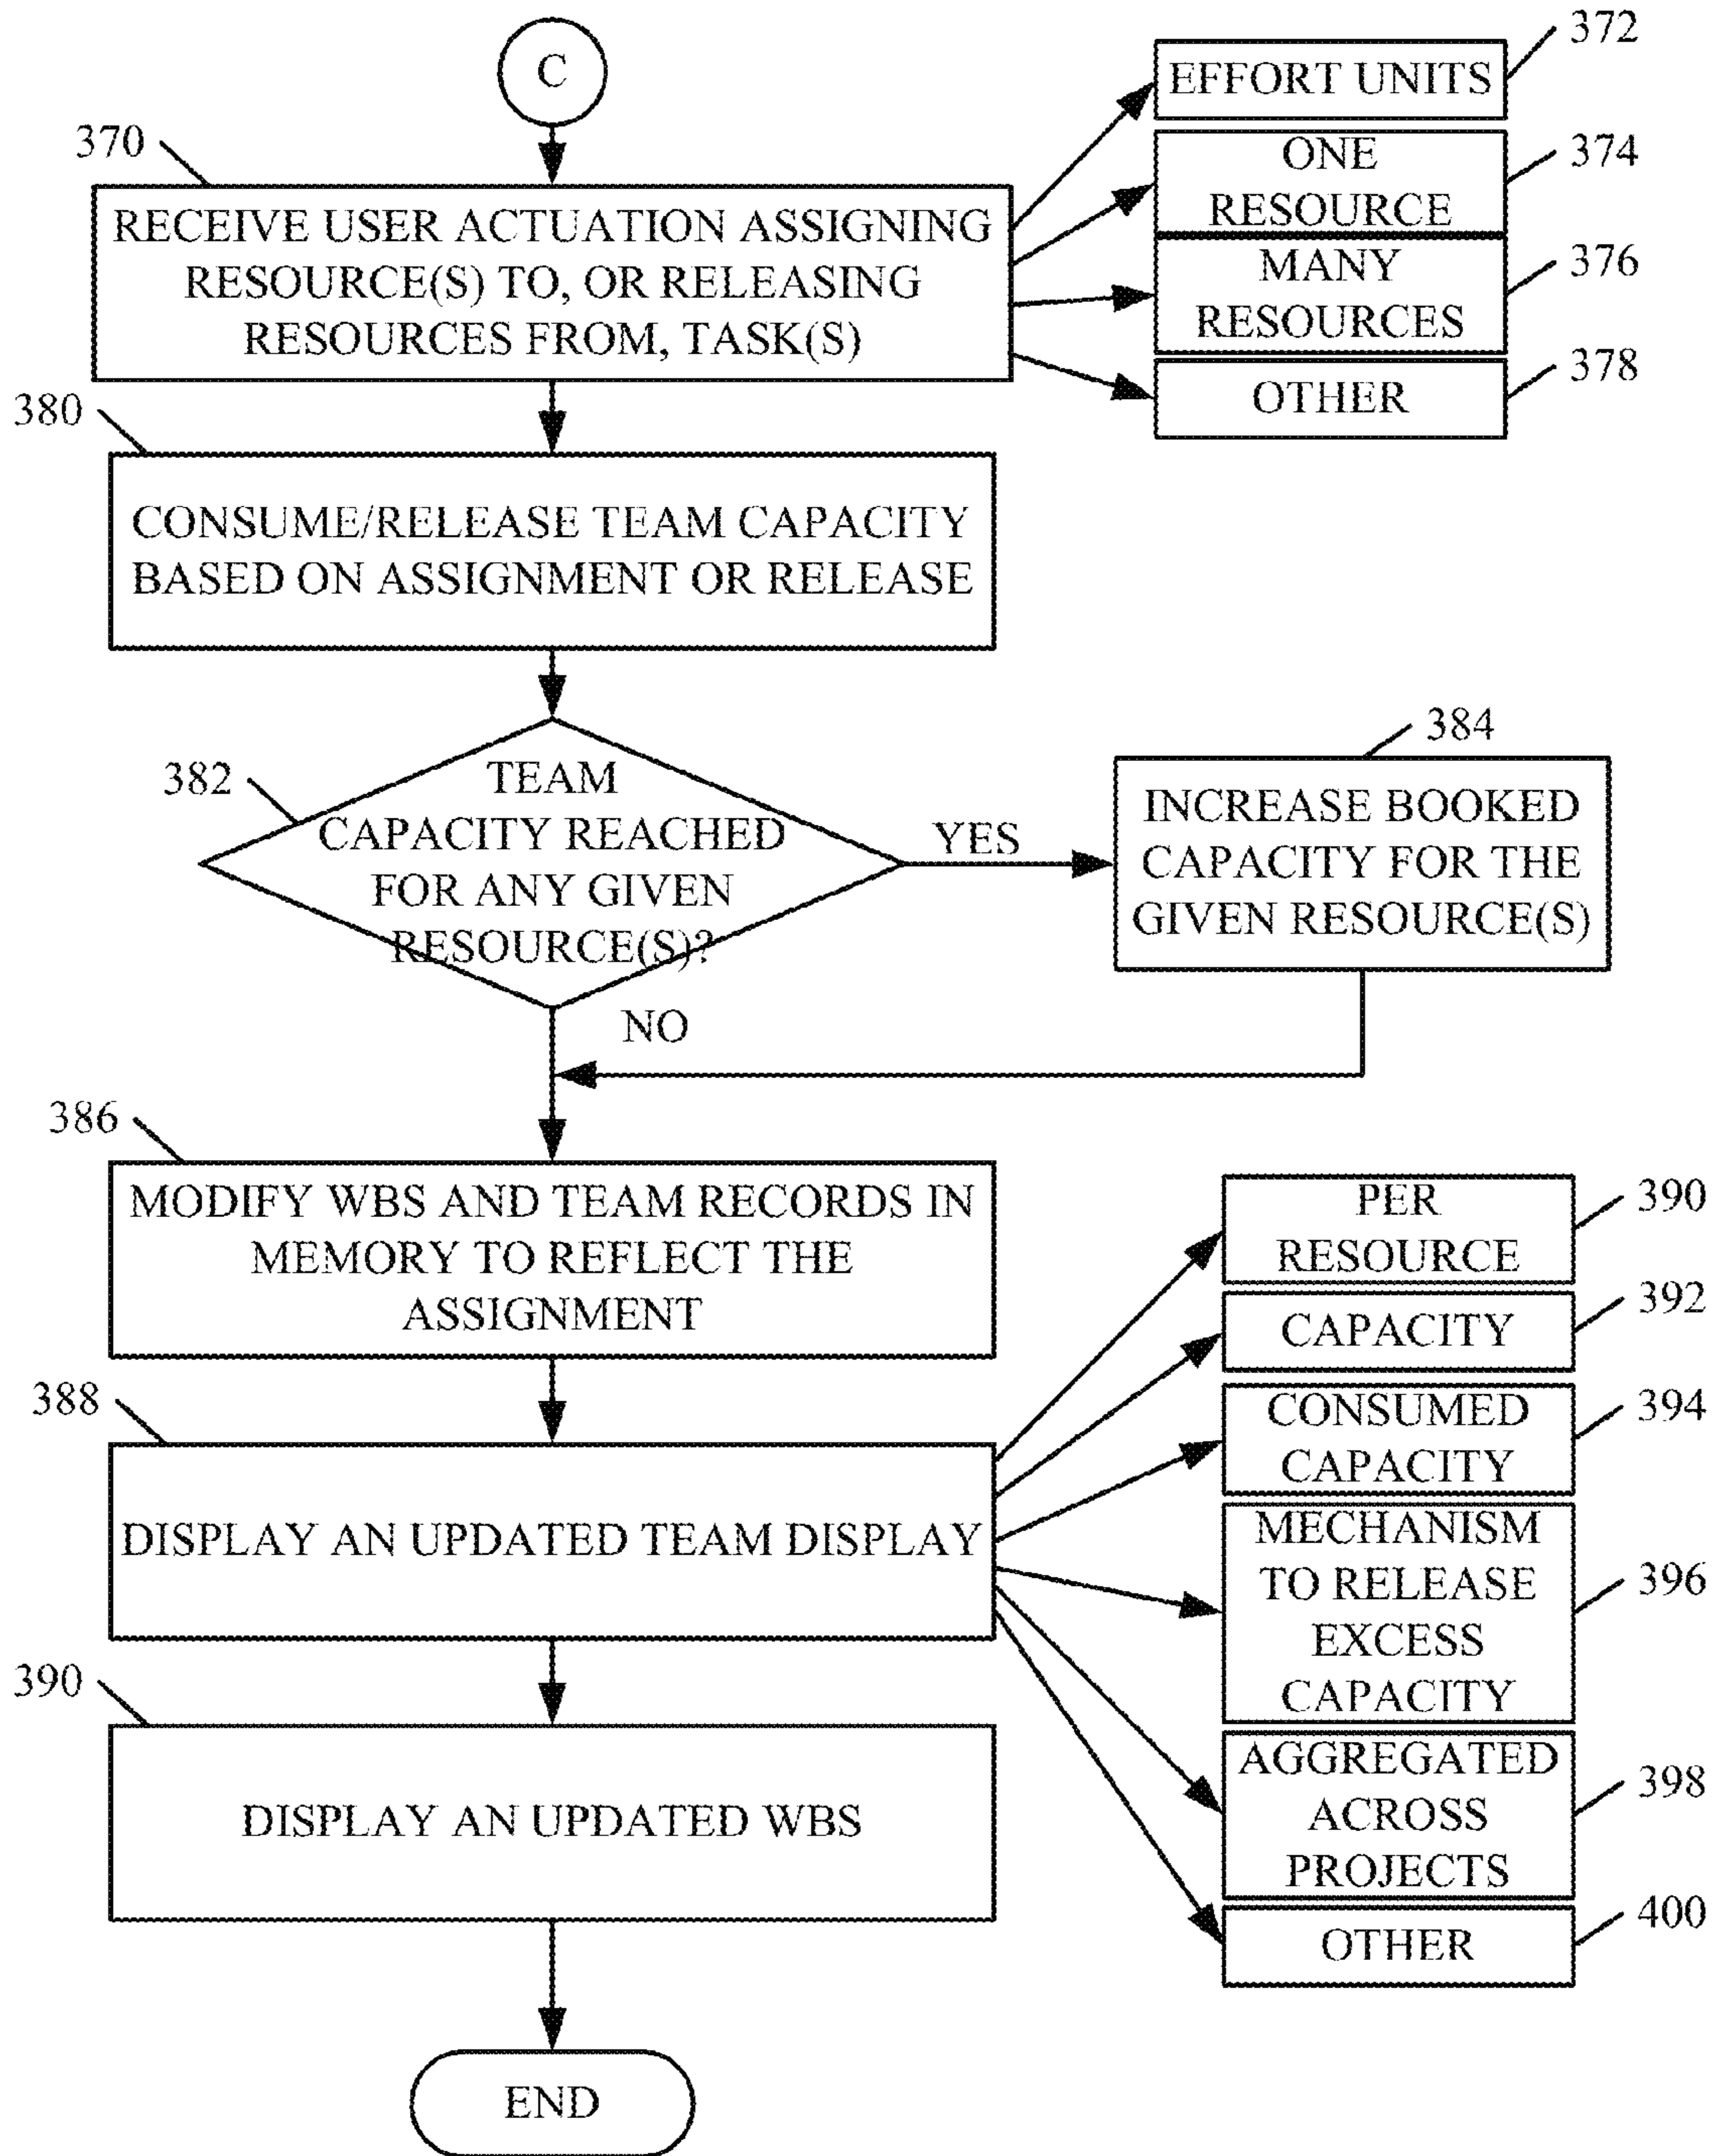 C
370
RECEIVE USER ACTUATION ASSIGNING
RESOURCE(S) TO, OR RELEASING
RESOURCES FROM, TASK(S)
EFFORT UNITS
372
ONE
RESOURCE
374
MANY
RESOURCES
376
OTHER
378
380
CONSUME/RELEASE TEAM CAPACITY
BASED ON ASSIGNMENT OR RELEASE
382
TEAM
CAPACITY REACHED
FOR ANY GIVEN
RESOURCE(S)?
YES
384
INCREASE BOOKED
CAPACITY FOR THE
GIVEN RESOURCE(S)
NO
386
MODIFY WBS AND TEAM RECORDS IN
MEMORY TO REFLECT THE
ASSIGNMENT
388
DISPLAY AN UPDATED TEAM DISPLAY
PER
RESOURCE
390
CAPACITY
392
CONSUMED
CAPACITY
394
MECHANISM
TO RELEASE
EXCESS
CAPACITY
396
AGGREGATED
ACROSS
PROJECTS
398
OTHER
400
390
DISPLAY AN UPDATED WBS
END